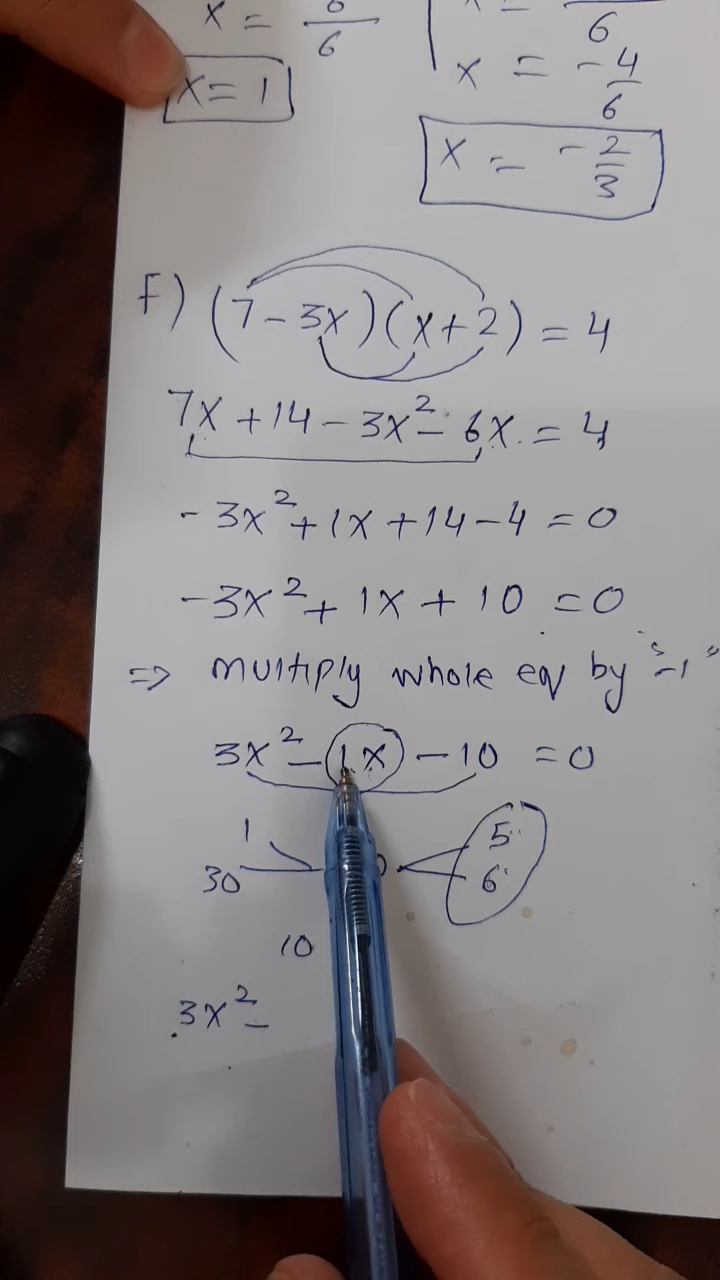 x = 6/6
x =    /6
x = 1
x = -4/6
x = -2/3
F) (7 - 3x)(x + 2) = 4
7x + 14 - 3x² - 6x = 4
- 3x² + 1x + 14 - 4 = 0
-3x² + 1x + 10 = 0
=> multiply whole eq by "-1"
3x² - 1x - 10 = 0
1
5
30
6
10
3x² -